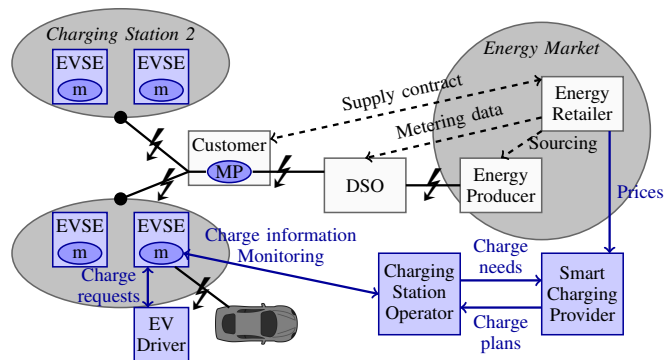 Charging Station 2
EVSE
m
EVSE
m
Energy Market
Supply contract
Energy
Retailer
Metering data
Sourcing
Customer
MP
DSO
Energy
Producer
Prices
EVSE
m
EVSE
m
Charge information
Monitoring
Charge
requests
EV
Driver
Charging
Station
Operator
Charge
needs
Charge
plans
Smart
Charging
Provider